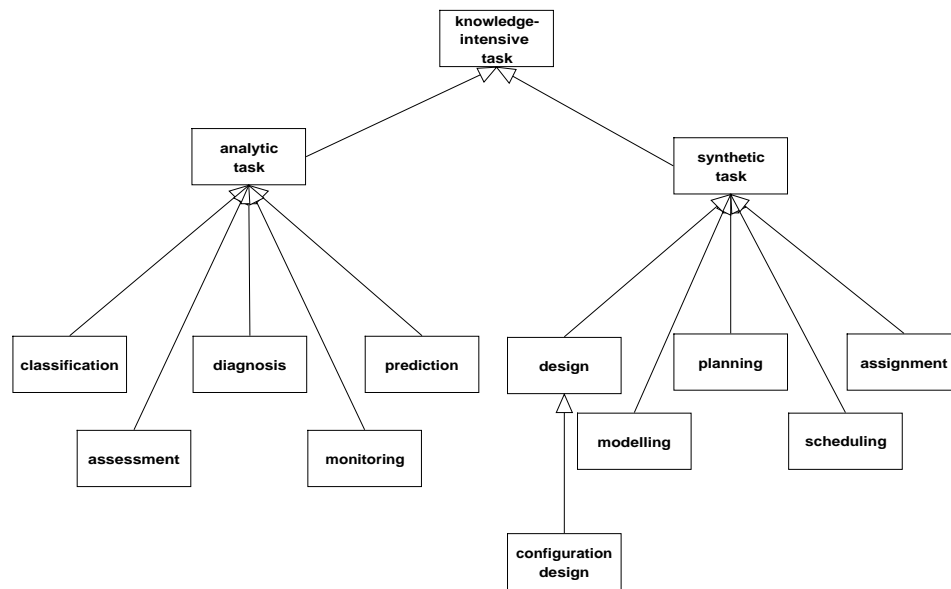 knowledge-
intensive
task
analytic
task
synthetic
task
classification
diagnosis
prediction
design
planning
assignment
assessment
monitoring
modelling
scheduling
configuration
design